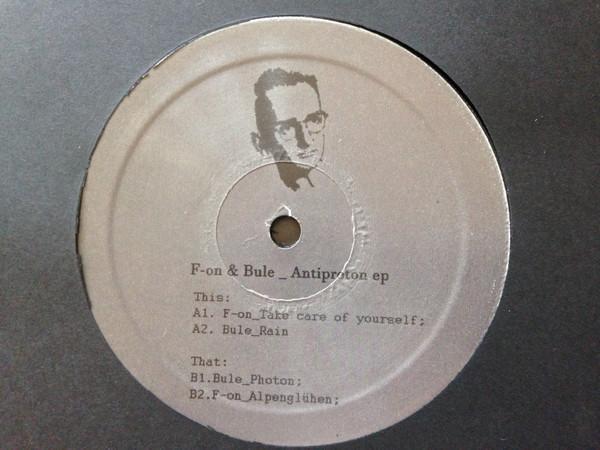 F-on & Bule _ Antiproton ep
This:
A1. F-on_Take care of yourself;
A2. Bule_Rain
That:
B1.Bule_Photon;
B2.F-on_Alpenglühen;